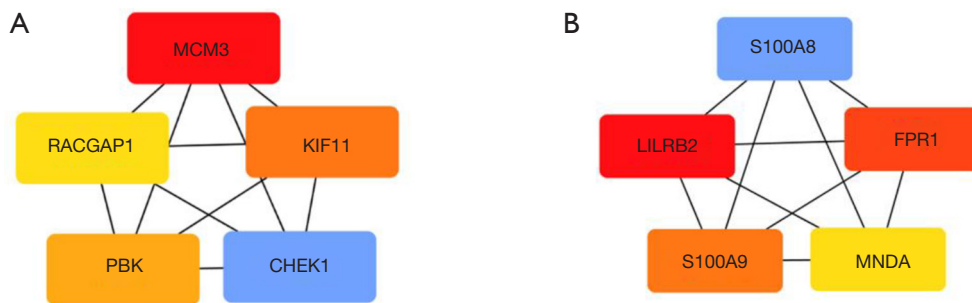 A
MCM3
RACGAP1
KIF11
PBK
CHEK1
B
S100A8
LILRB2
FPR1
S100A9
MNDA